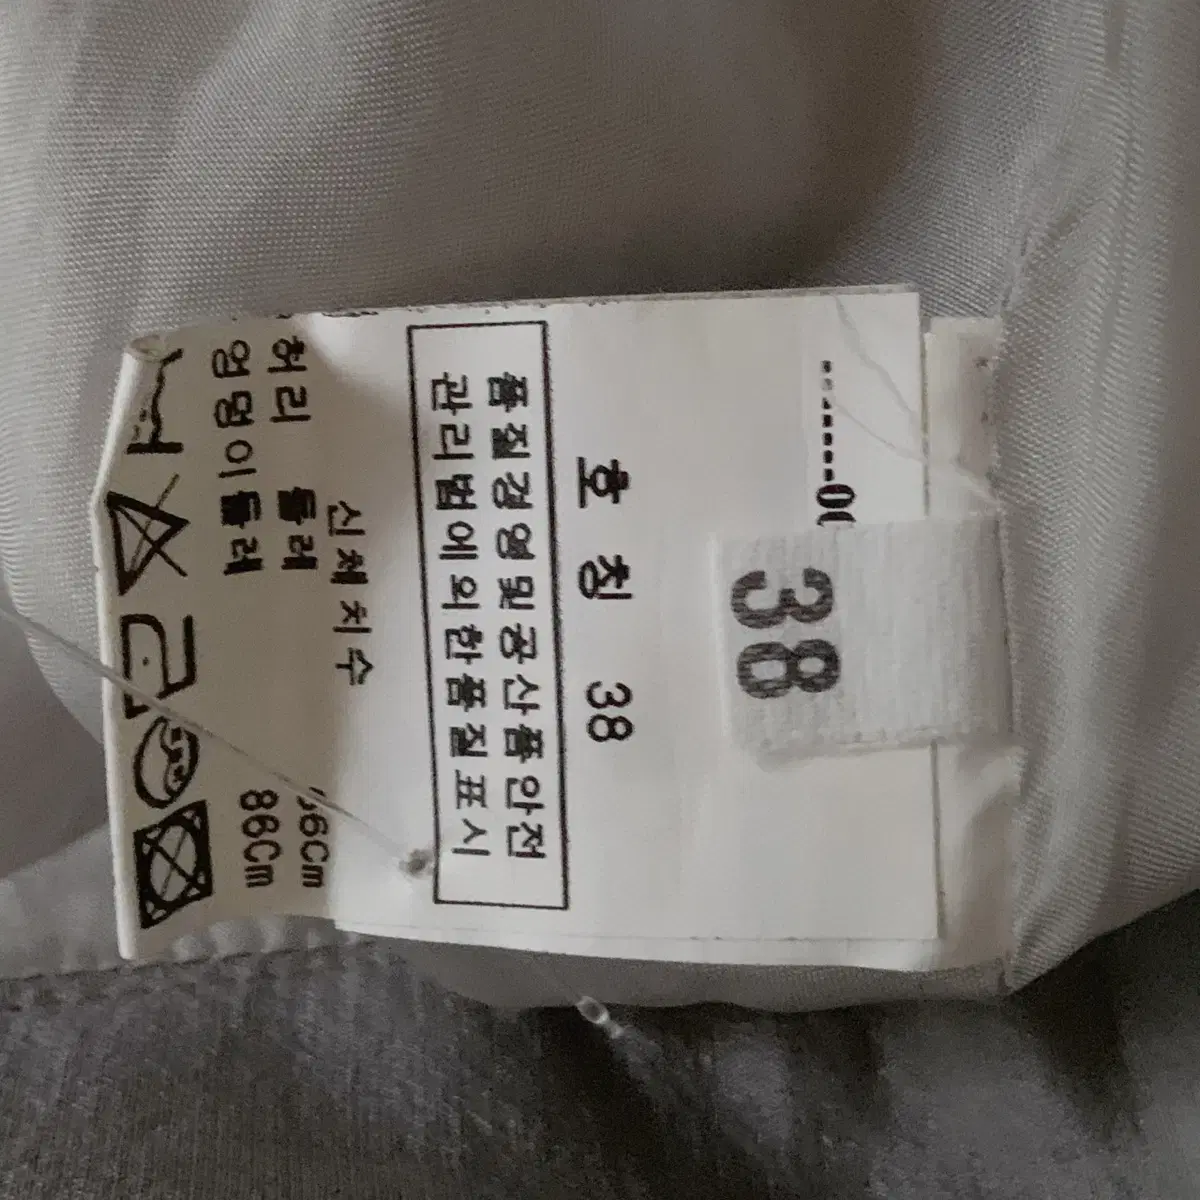 38
호 칭 38
품질경영및공산품안전
관리법에의한품질표시
신체치수
허리 둘레
엉덩이둘레 86Cm